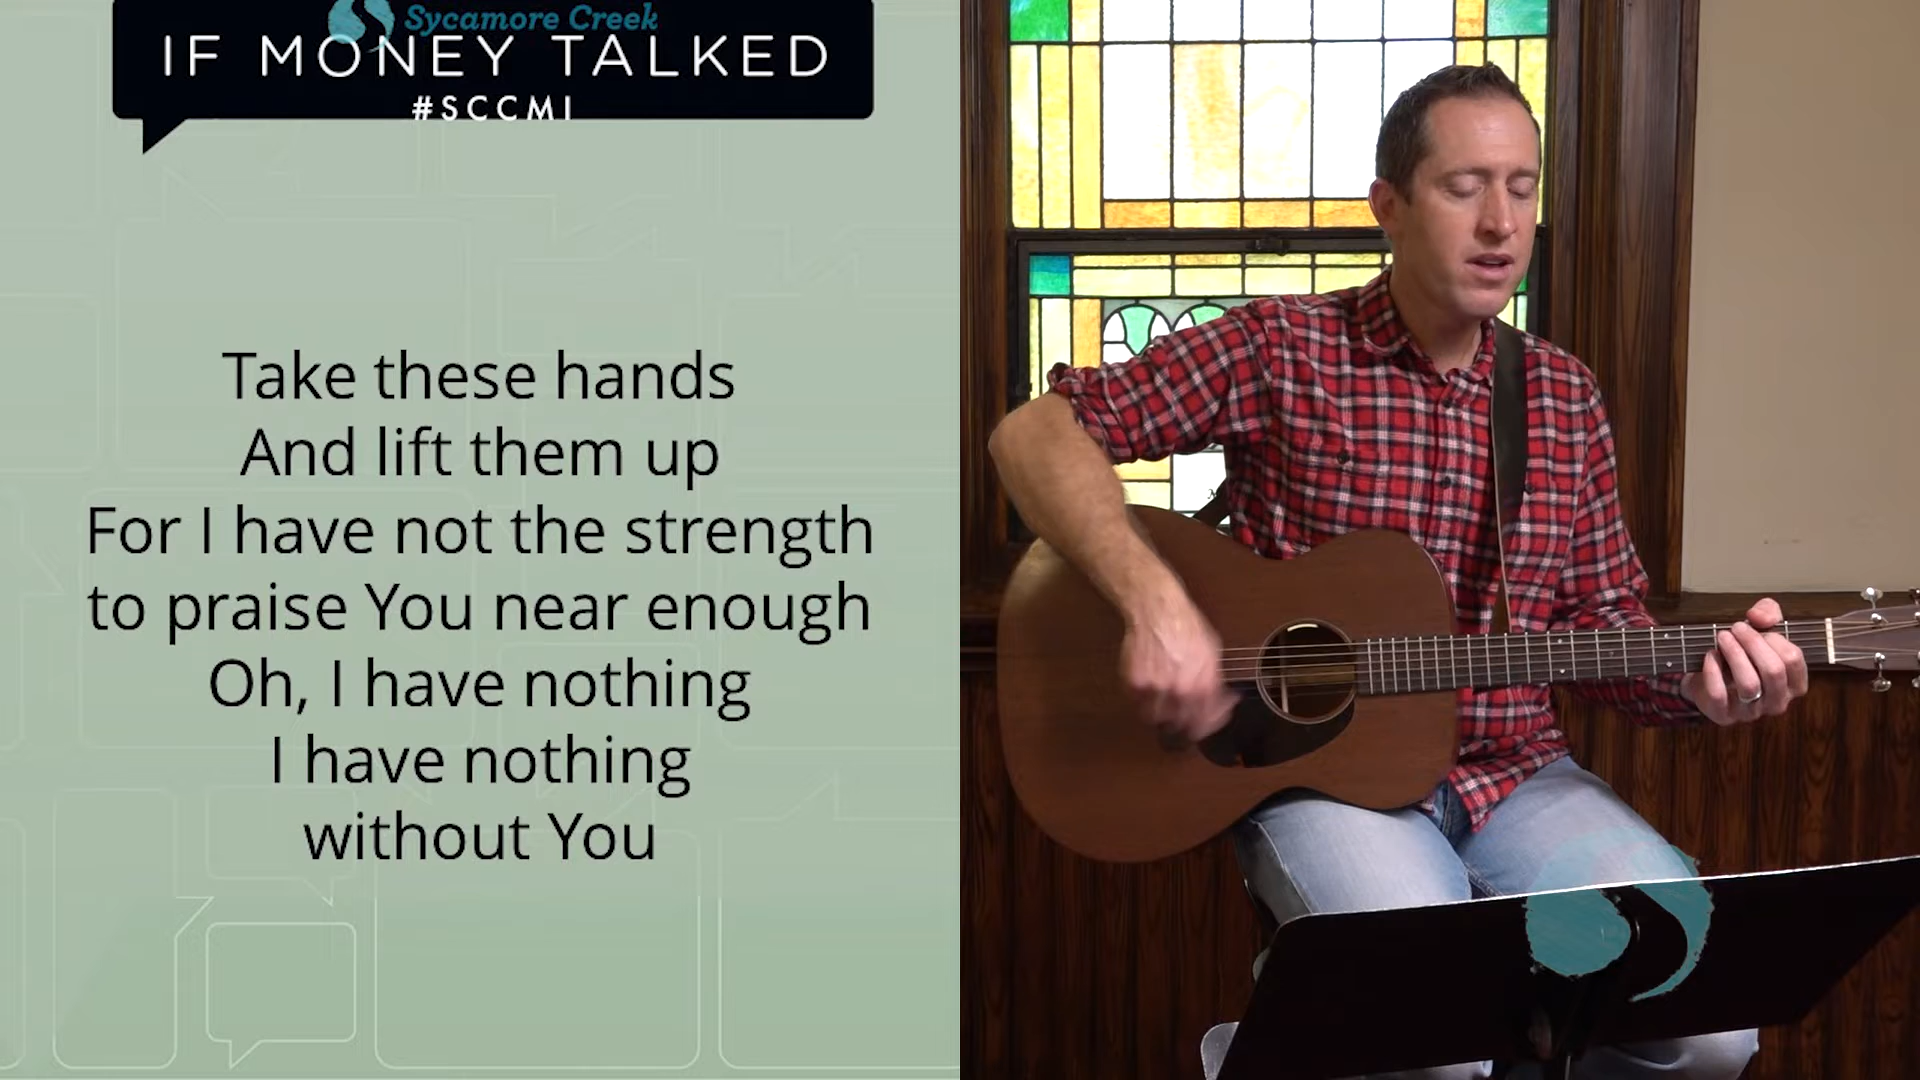 Sycamore Creek
IF MONEY TALKED
#SCCMI
Take these hands
And lift them up
For I have not the strength
to praise You near enough
Oh, I have nothing
I have nothing
without You